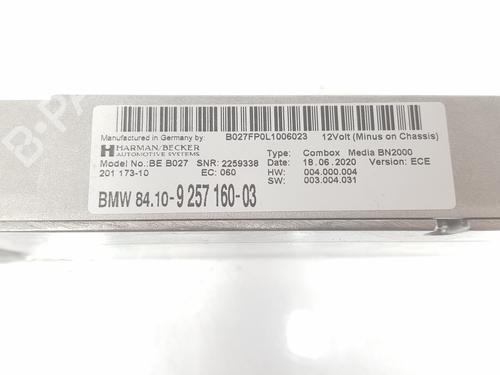 Manufactured in Germany by: B027FP0L1006023 12Volt (Minus on Chassis)
HARMAN/BECKER
AUTOMOTIVE SYSTEMS
Type: Combox Media BN2000
Model No.: BE B027 SNR: 2259338 Date: 18.06.2020 Version: ECE
201 173-10 EC: 060 HW: 004.000.004
SW: 003.004.031
BMW 84.10-9 257 160-03
B-PA